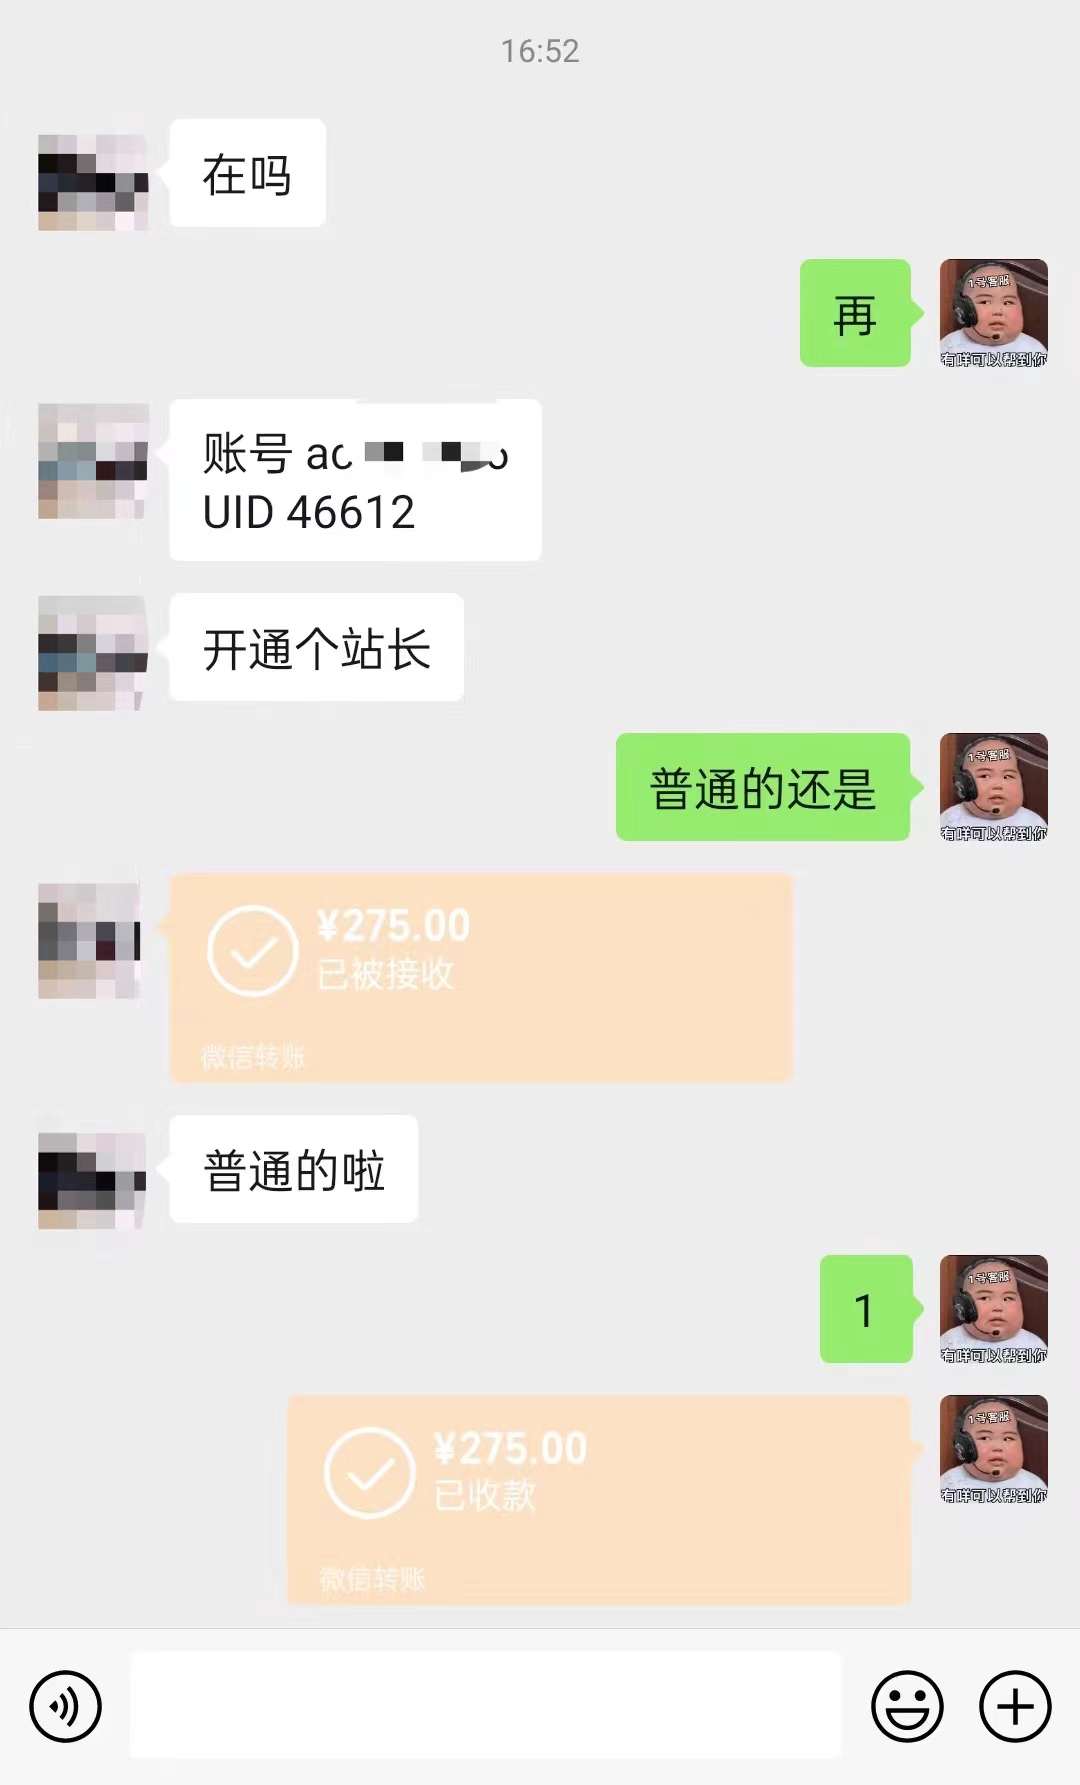 16:52
在吗
再
1号客服
有咩可以帮到你
账号 ac
UID 46612
开通个站长
普通的还是
1号客服
有咩可以帮到你
¥275.00
已被接收
微信转账
普通的啦
1
1号客服
有咩可以帮到你
¥275.00
已收款
微信转账
1号客服
有咩可以帮到你